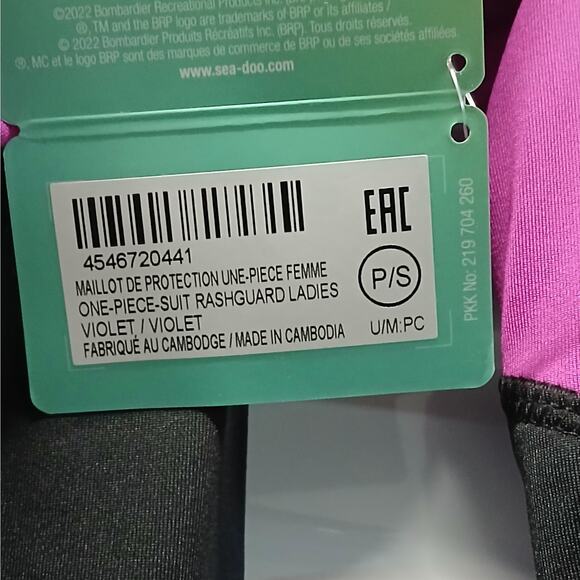 ©2022 Bombardier Recreational Products Inc. (BRP).
®, TM and the BRP logo are trademarks of BRP or its affiliates /
© 2022 Bombardier Produits Récréatifs Inc. (BRP). Tous droits réservés.
®, MC et le logo BRP sont des marques de commerce de BRP ou de ses sociétés affiliées.
www.sea-doo.com
4546720441
MAILLOT DE PROTECTION UNE-PIECE FEMME
ONE-PIECE-SUIT RASHGUARD LADIES
VIOLET / VIOLET
FABRIQUÉ AU CAMBODGE / MADE IN CAMBODIA
EAC
P/S
U/M:PC
PKK No: 219 704 260